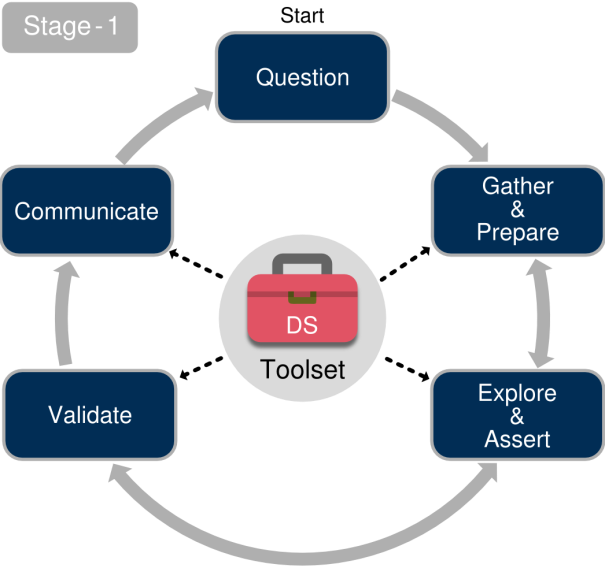 Stage-1
Start
Question
Communicate
Gather
&
Prepare
DS
Toolset
Validate
Explore
&
Assert